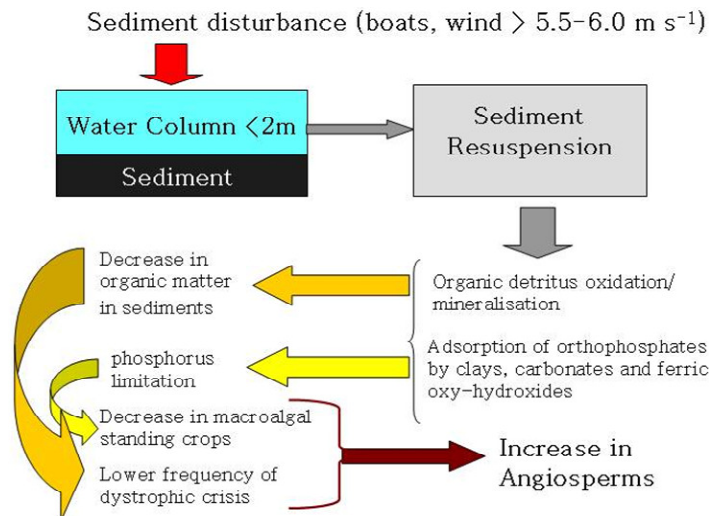 Sediment disturbance (boats, wind > 5.5-6.0 m s⁻¹)
Water Column <2m
Sediment
Sediment
Resuspension
Decrease in
organic matter
in sediments
Organic detritus oxidation/
mineralisation
phosphorus
limitation
Adsorption of orthophosphates
by clays, carbonates and ferric
oxy-hydroxides
Decrease in macroalgal
standing crops
Lower frequency of
dystrophic crisis
Increase in
Angiosperms